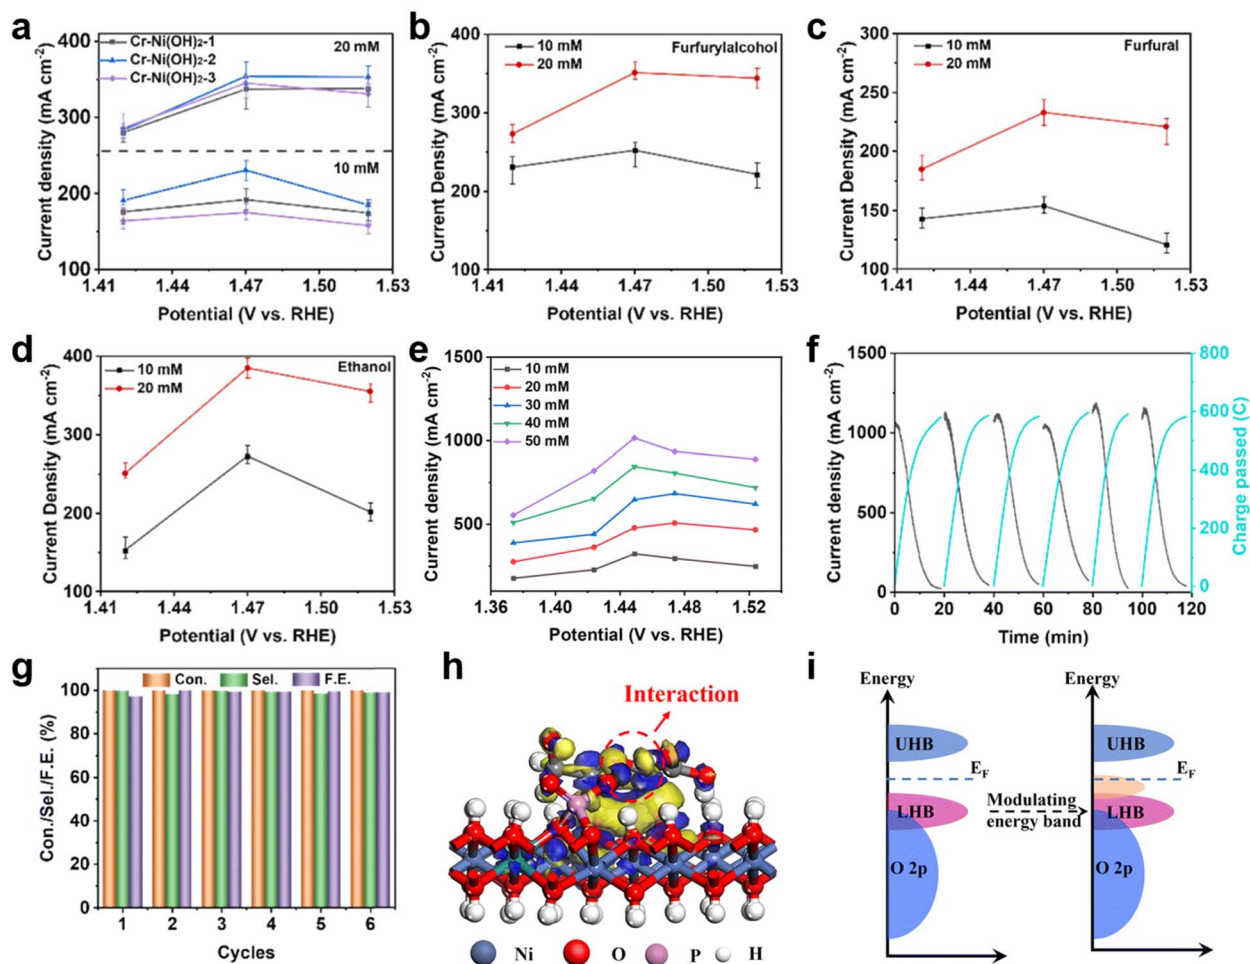 a
Cr-Ni(OH)₂-1
Cr-Ni(OH)₂-2
Cr-Ni(OH)₂-3
20 mM
10 mM
400
300
200
100
Current density (mA cm⁻²)
1.41 1.44 1.47 1.50 1.53
Potential (V vs. RHE)
b
10 mM
20 mM
Furfurylalcohol
400
300
200
100
Current Density (mA cm⁻²)
1.41 1.44 1.47 1.50 1.53
Potential (V vs. RHE)
c
10 mM
20 mM
Furfural
300
250
200
150
100
Current Density (mA cm⁻²)
1.41 1.44 1.47 1.50 1.53
Potential (V vs. RHE)
d
10 mM
20 mM
Ethanol
400
300
200
100
Current Density (mA cm⁻²)
1.41 1.44 1.47 1.50 1.53
Potential (V vs. RHE)
e
10 mM
20 mM
30 mM
40 mM
50 mM
1500
1000
500
Current density (mA cm⁻²)
1.36 1.40 1.44 1.48 1.52
Potential (V vs. RHE)
f
1500
1000
500
0
Current density (mA cm⁻²)
800
600
400
200
0
Charge passed (C)
0 20 40 60 80 100 120
Time (min)
g
Con. Sel. F.E.
100
80
60
40
20
0
Con./Sel./F.E. (%)
1 2 3 4 5 6
Cycles
h
Interaction
Ni O P H
i
Energy
UHB
E_F
LHB
O 2p
Modulating
energy band
Energy
UHB
E_F
LHB
O 2p